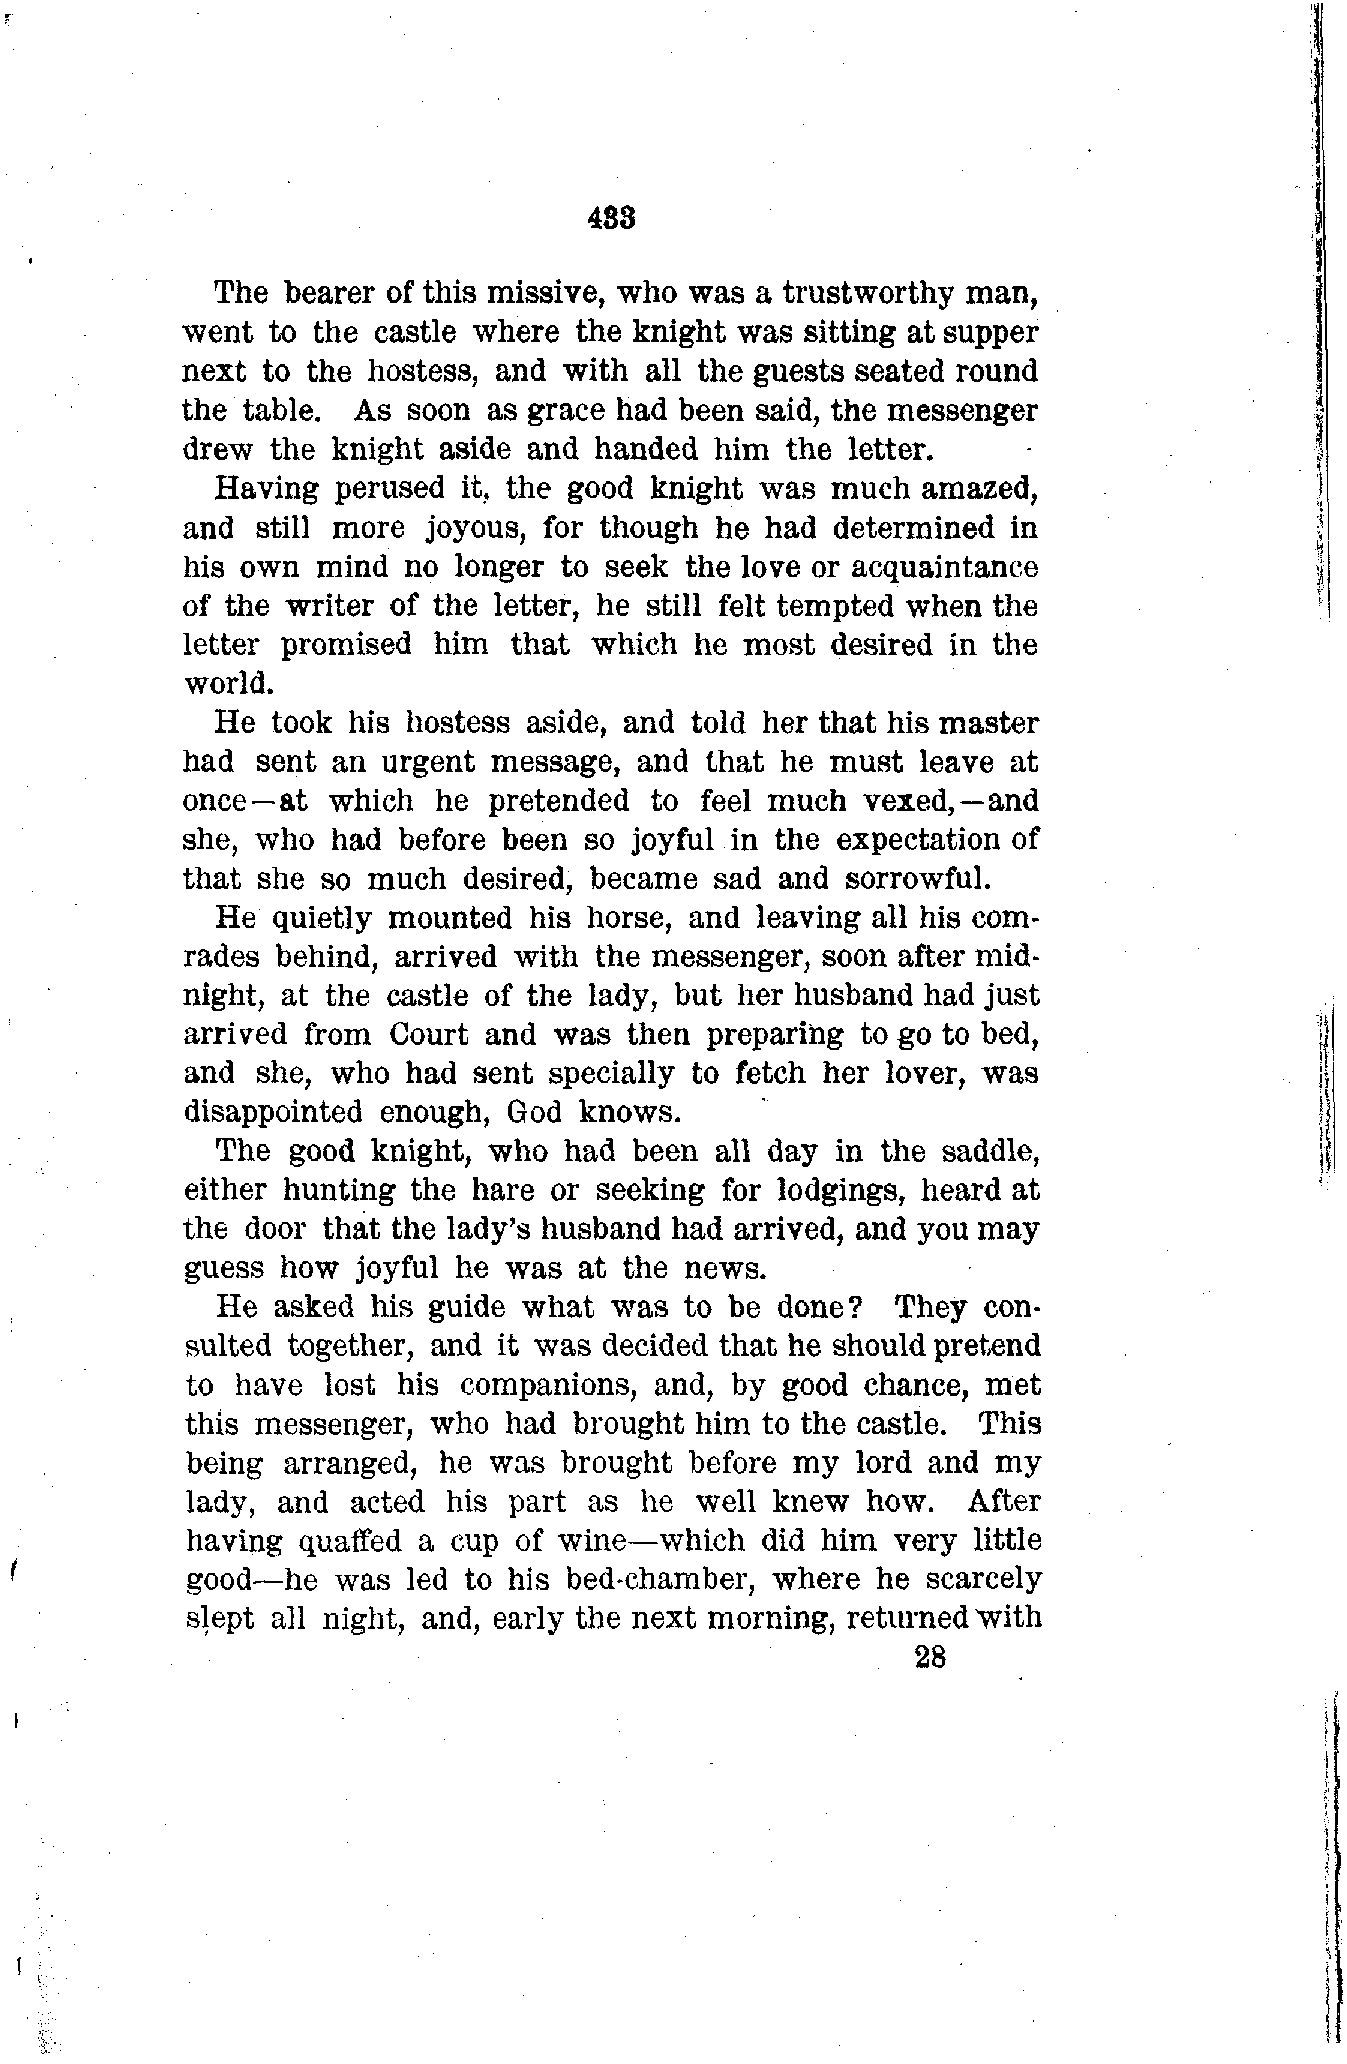 433
The bearer of this missive, who was a trustworthy man,
went to the castle where the knight was sitting at supper
next to the hostess, and with all the guests seated round
the table. As soon as grace had been said, the messenger
drew the knight aside and handed him the letter.
Having perused it, the good knight was much amazed,
and still more joyous, for though he had determined in
his own mind no longer to seek the love or acquaintance
of the writer of the letter, he still felt tempted when the
letter promised him that which he most desired in the
world.
He took his hostess aside, and told her that his master
had sent an urgent message, and that he must leave at
once—at which he pretended to feel much vexed,—and
she, who had before been so joyful in the expectation of
that she so much desired, became sad and sorrowful.
He quietly mounted his horse, and leaving all his com-
rades behind, arrived with the messenger, soon after mid-
night, at the castle of the lady, but her husband had just
arrived from Court and was then preparing to go to bed,
and she, who had sent specially to fetch her lover, was
disappointed enough, God knows.
The good knight, who had been all day in the saddle,
either hunting the hare or seeking for lodgings, heard at
the door that the lady's husband had arrived, and you may
guess how joyful he was at the news.
He asked his guide what was to be done? They con-
sulted together, and it was decided that he should pretend
to have lost his companions, and, by good chance, met
this messenger, who had brought him to the castle. This
being arranged, he was brought before my lord and my
lady, and acted his part as he well knew how. After
having quaffed a cup of wine—which did him very little
good—he was led to his bed-chamber, where he scarcely
slept all night, and, early the next morning, returned with
28